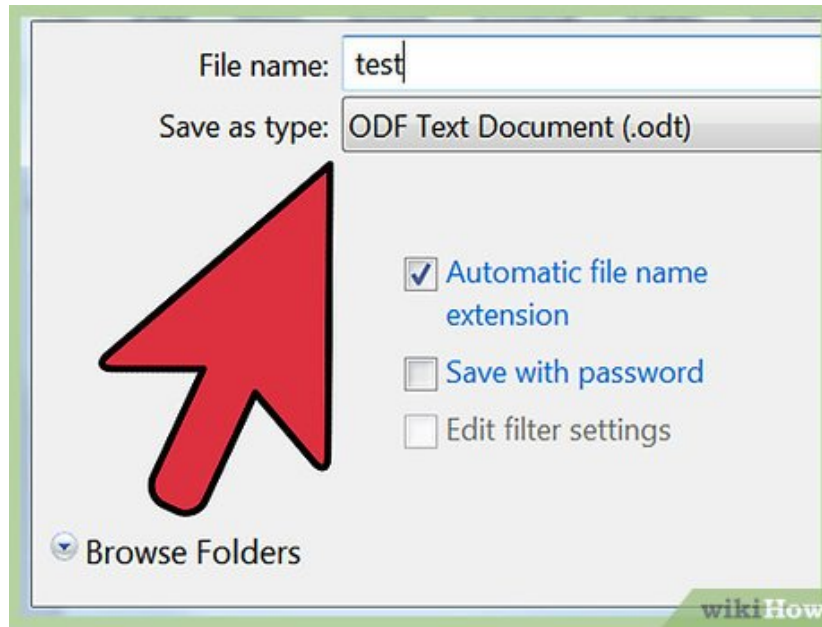 File name: test
Save as type: ODF Text Document (.odt)
Automatic file name
extension
Save with password
Edit filter settings
Browse Folders
wikiHow